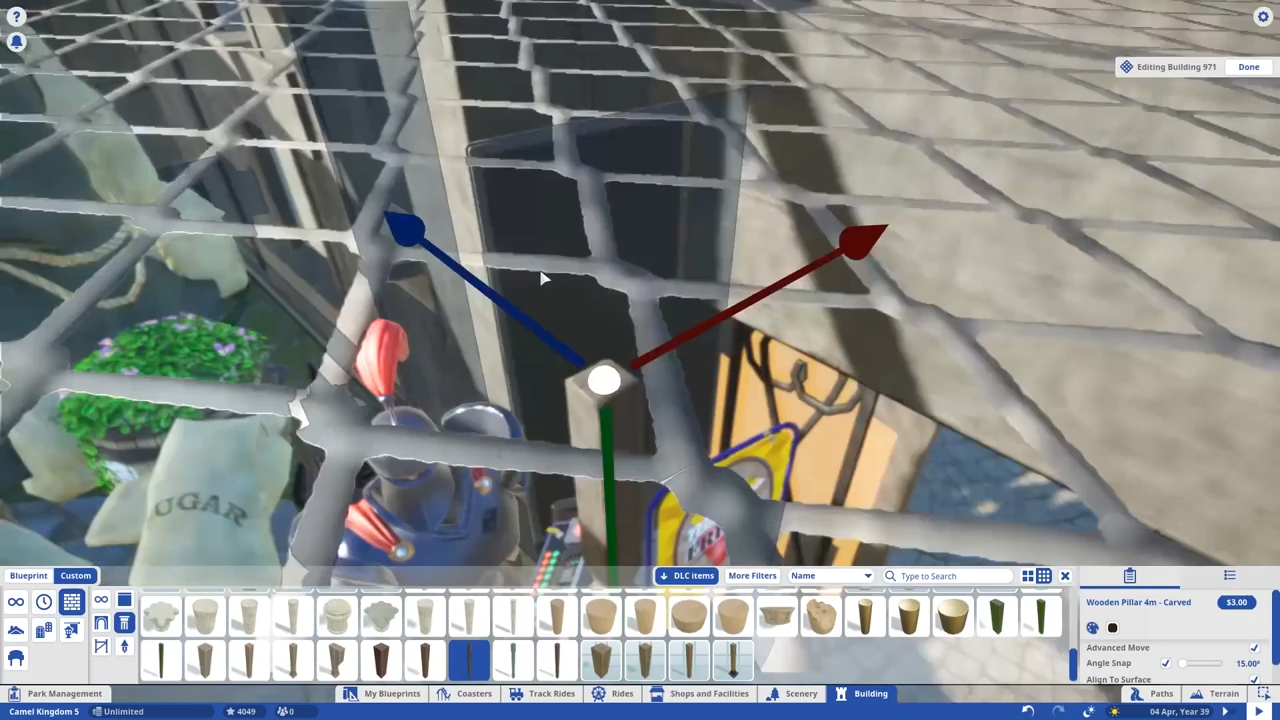 ?
Editing Building 971
Done
UGAR
Blueprint
Custom
DLC items
More Filters
Name
Type to Search
Wooden Pillar 4m - Carved
$3.00
Advanced Move
Angle Snap
15.00°
Align To Surface
Park Management
My Blueprints
Coasters
Track Rides
Rides
Shops and Facilities
Scenery
Building
Paths
Terrain
Camel Kingdom 5
Unlimited
4049
0
04 Apr, Year 39